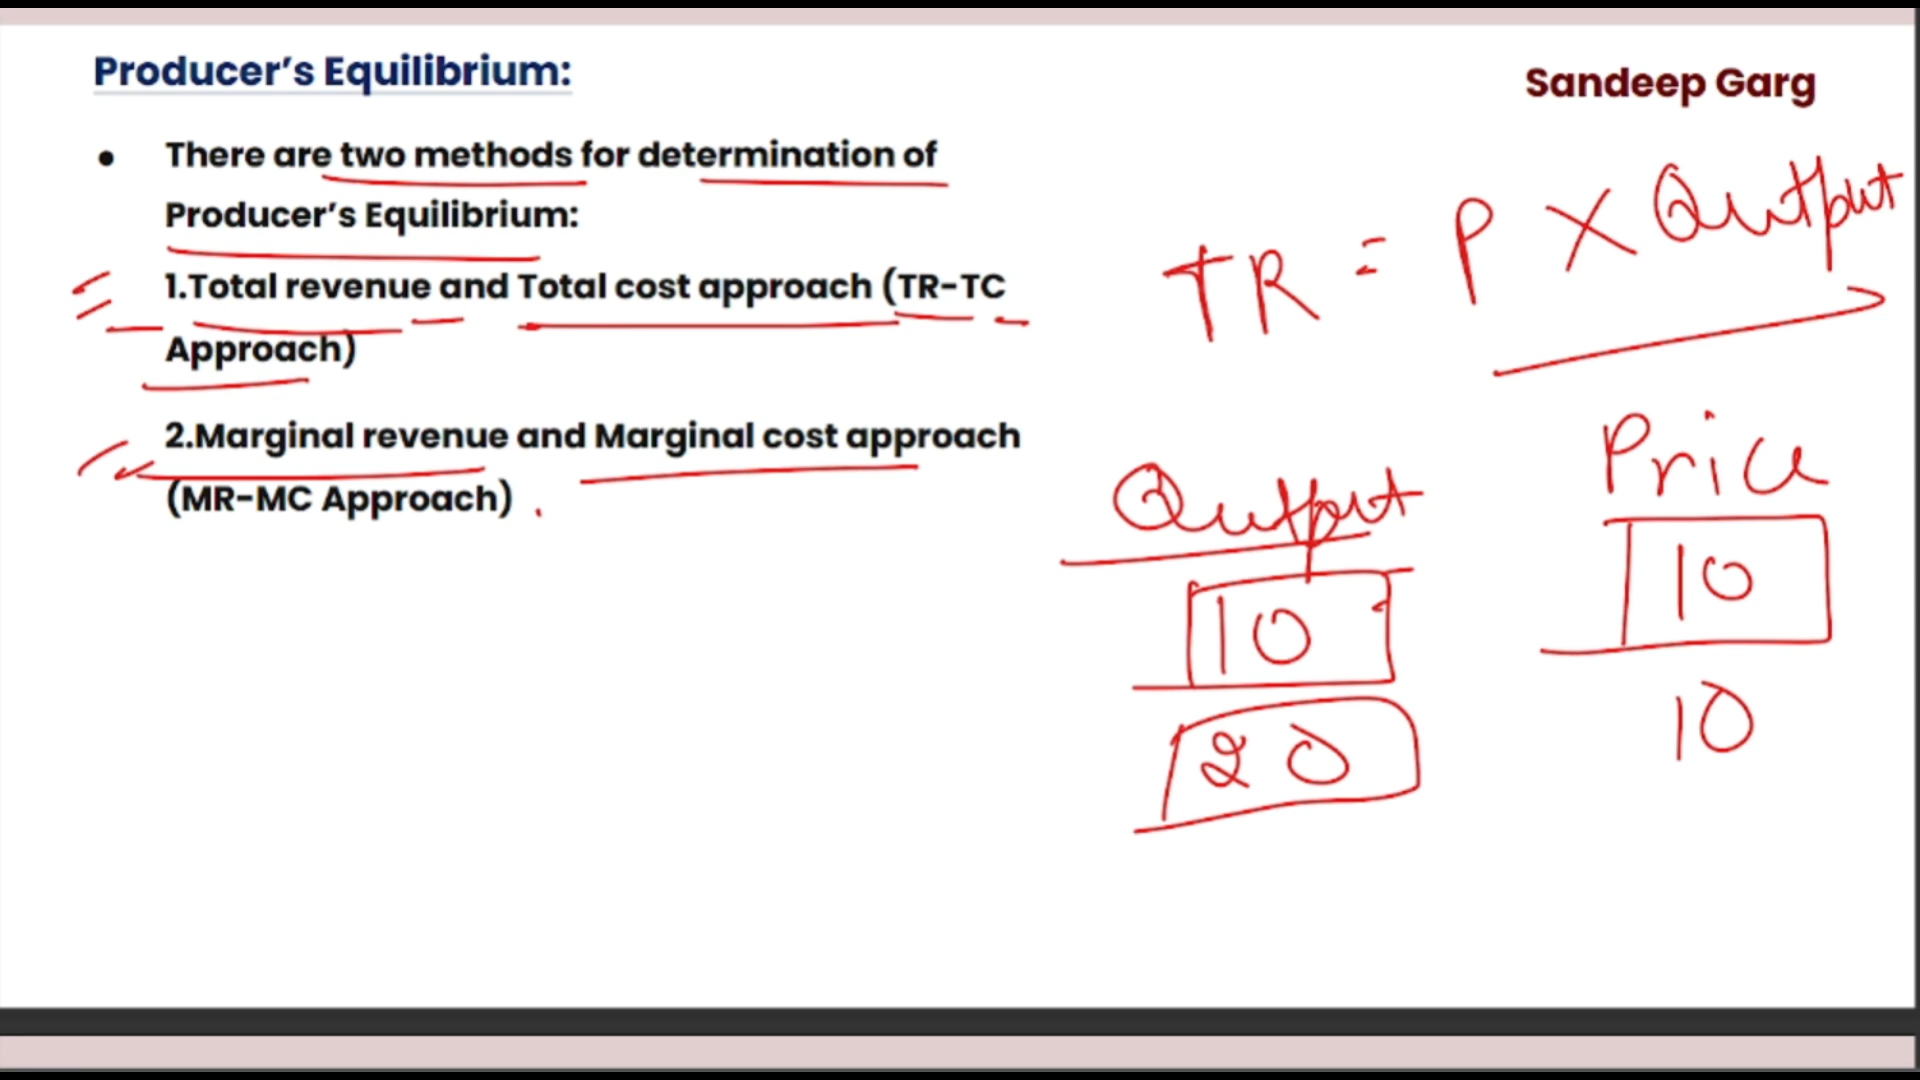 Producer's Equilibrium:
Sandeep Garg
● There are two methods for determination of
Producer's Equilibrium:
1.Total revenue and Total cost approach (TR-TC
Approach)
2.Marginal revenue and Marginal cost approach
(MR-MC Approach)
TR = P X Output
Output Price
10 10
20 10